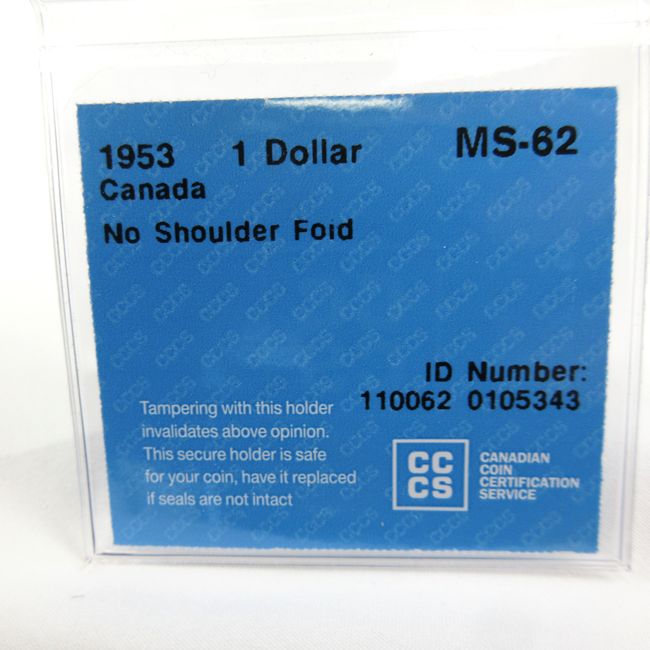 1953 1 Dollar MS-62
Canada
No Shoulder Fold
ID Number:
110062 0105343
Tampering with this holder
invalidates above opinion.
This secure holder is safe
for your coin, have it replaced
if seals are not intact
CC
CS
CANADIAN
COIN
CERTIFICATION
SERVICE